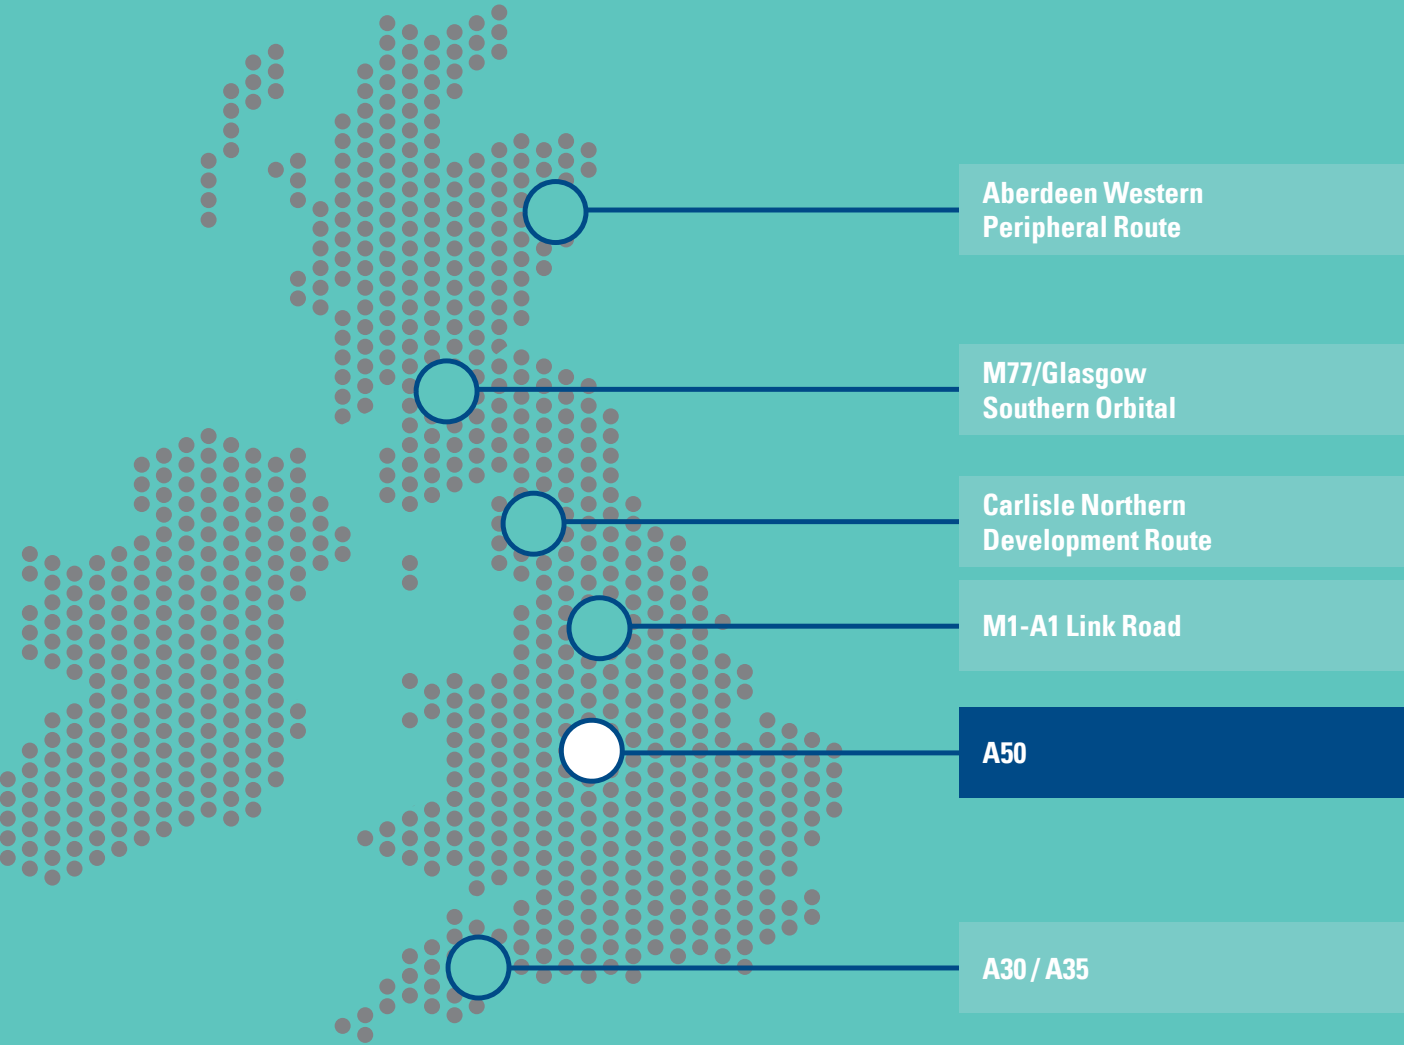 Aberdeen Western
Peripheral Route
M77/Glasgow
Southern Orbital
Carlisle Northern
Development Route
M1-A1 Link Road
A50
A30 / A35